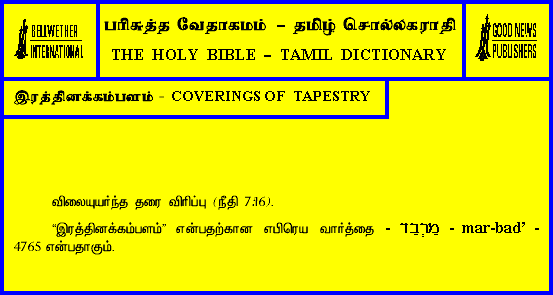 BELLWETHER
INTERNATIONAL
பரிசுத்த வேதாகமம் – தமிழ் சொல்லகராதி
THE HOLY BIBLE – TAMIL DICTIONARY
GOOD NEWS
PUBLISHERS
இரத்தினக்கம்பளம் - COVERINGS OF TAPESTRY
விலையுயர்ந்த தரை விரிப்பு (நீதி 7:16).
“இரத்தினக்கம்பளம்” என்பதற்கான எபிரெய வார்த்தை - מַרְבַד - mar-bad’ -
4765 என்பதாகும்.